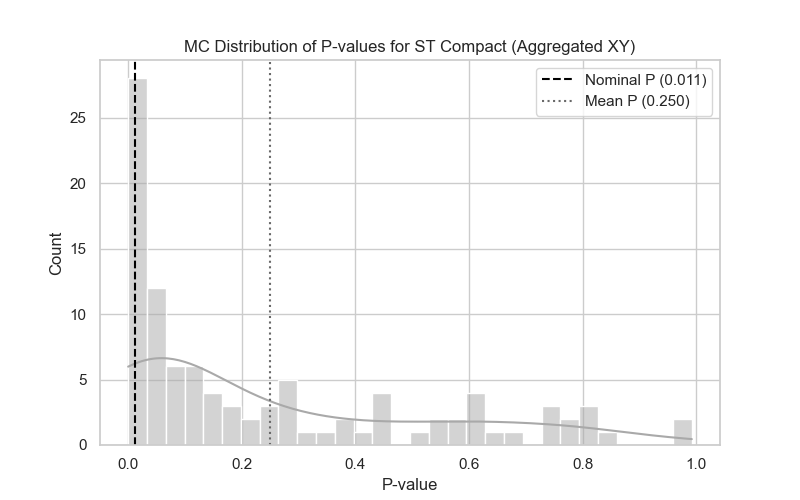 MC Distribution of P-values for ST Compact (Aggregated XY)
Nominal P (0.011)
Mean P (0.250)
Count
25
20
15
10
5
0
0.0 0.2 0.4 0.6 0.8 1.0
P-value